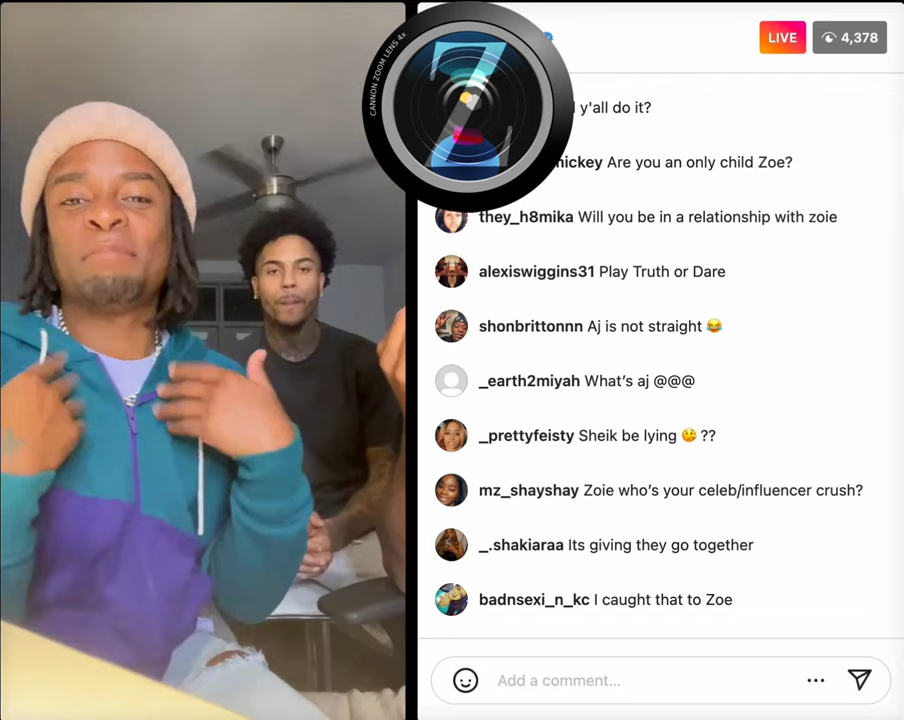 CANNON ZOOM LENS 4x
Z
LIVE
4,378
y'all do it?
Are you an only child Zoe?
they_h8mika Will you be in a relationship with zoie
alexiswiggins31 Play Truth or Dare
shonbrittonnn Aj is not straight 😂
_earth2miyah What's aj @@@
_prettyfeisty Sheik be lying 🤨 ??
mz_shayshay Zoie who's your celeb/influencer crush?
_.shakiaraa Its giving they go together
badnsexi_n_kc I caught that to Zoe
Add a comment...